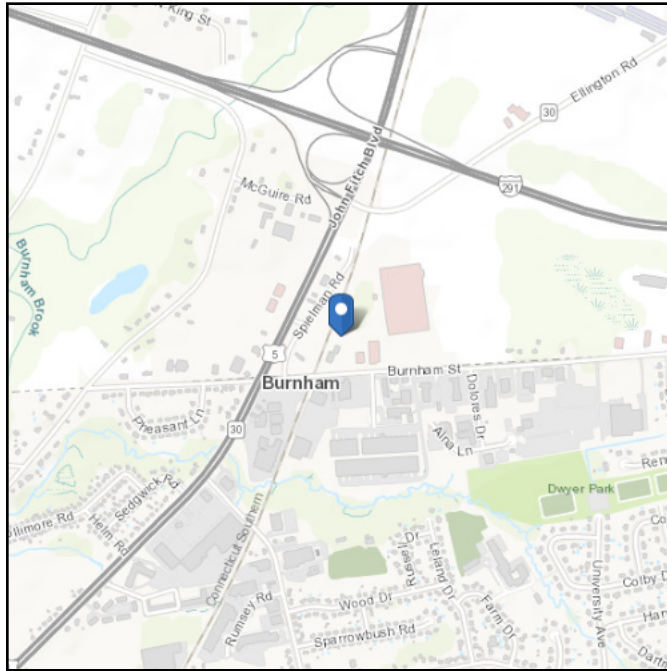 King St
Ellington Rd
30
291
John Fitch Blvd
McGuire Rd
Burnham Brook
Spielman Rd
5
Burnham
Burnham St
Pheasant Ln
30
Dolores Dr
Alna Ln
Sedgwick Rd
Helm Rd
Dwyer Park
Connecticut Southern
Russell Dr
Leland Dr
University Ave
Colby D
Rumsey Rd
Wood Dr
Farm Dr
Sparrowbush Rd